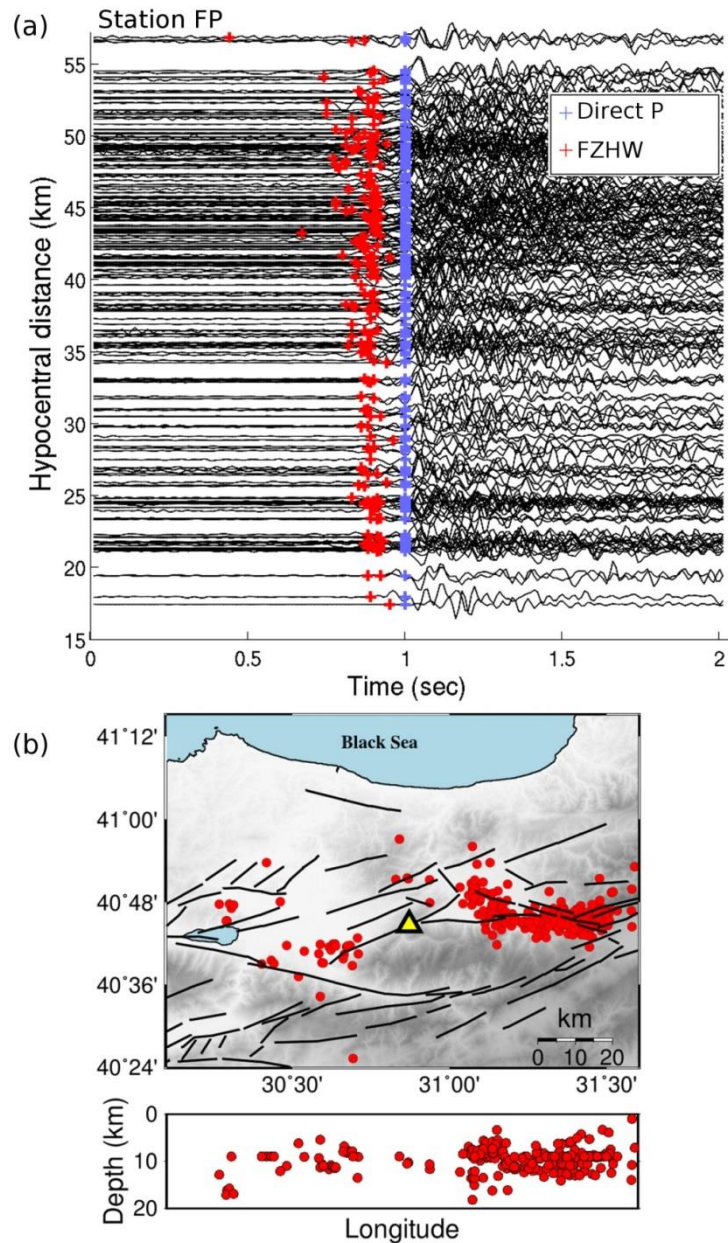 (a)
Station FP
Hypocentral distance (km)
55
50
45
40
35
30
25
20
15
Direct P
FZHW
0
0.5
1
1.5
2
Time (sec)
(b)
41°12'
41°00'
40°48'
40°36'
40°24'
Black Sea
km
0 10 20
30°30'
31°00'
31°30'
Depth (km)
0
10
20
Longitude